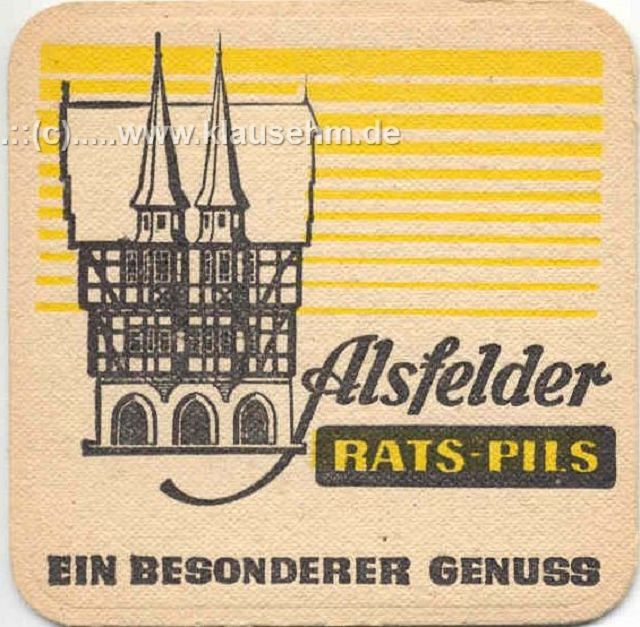 .::(c).....www.klausehm.de
Alsfelder
RATS-PILS
EIN BESONDERER GENUSS